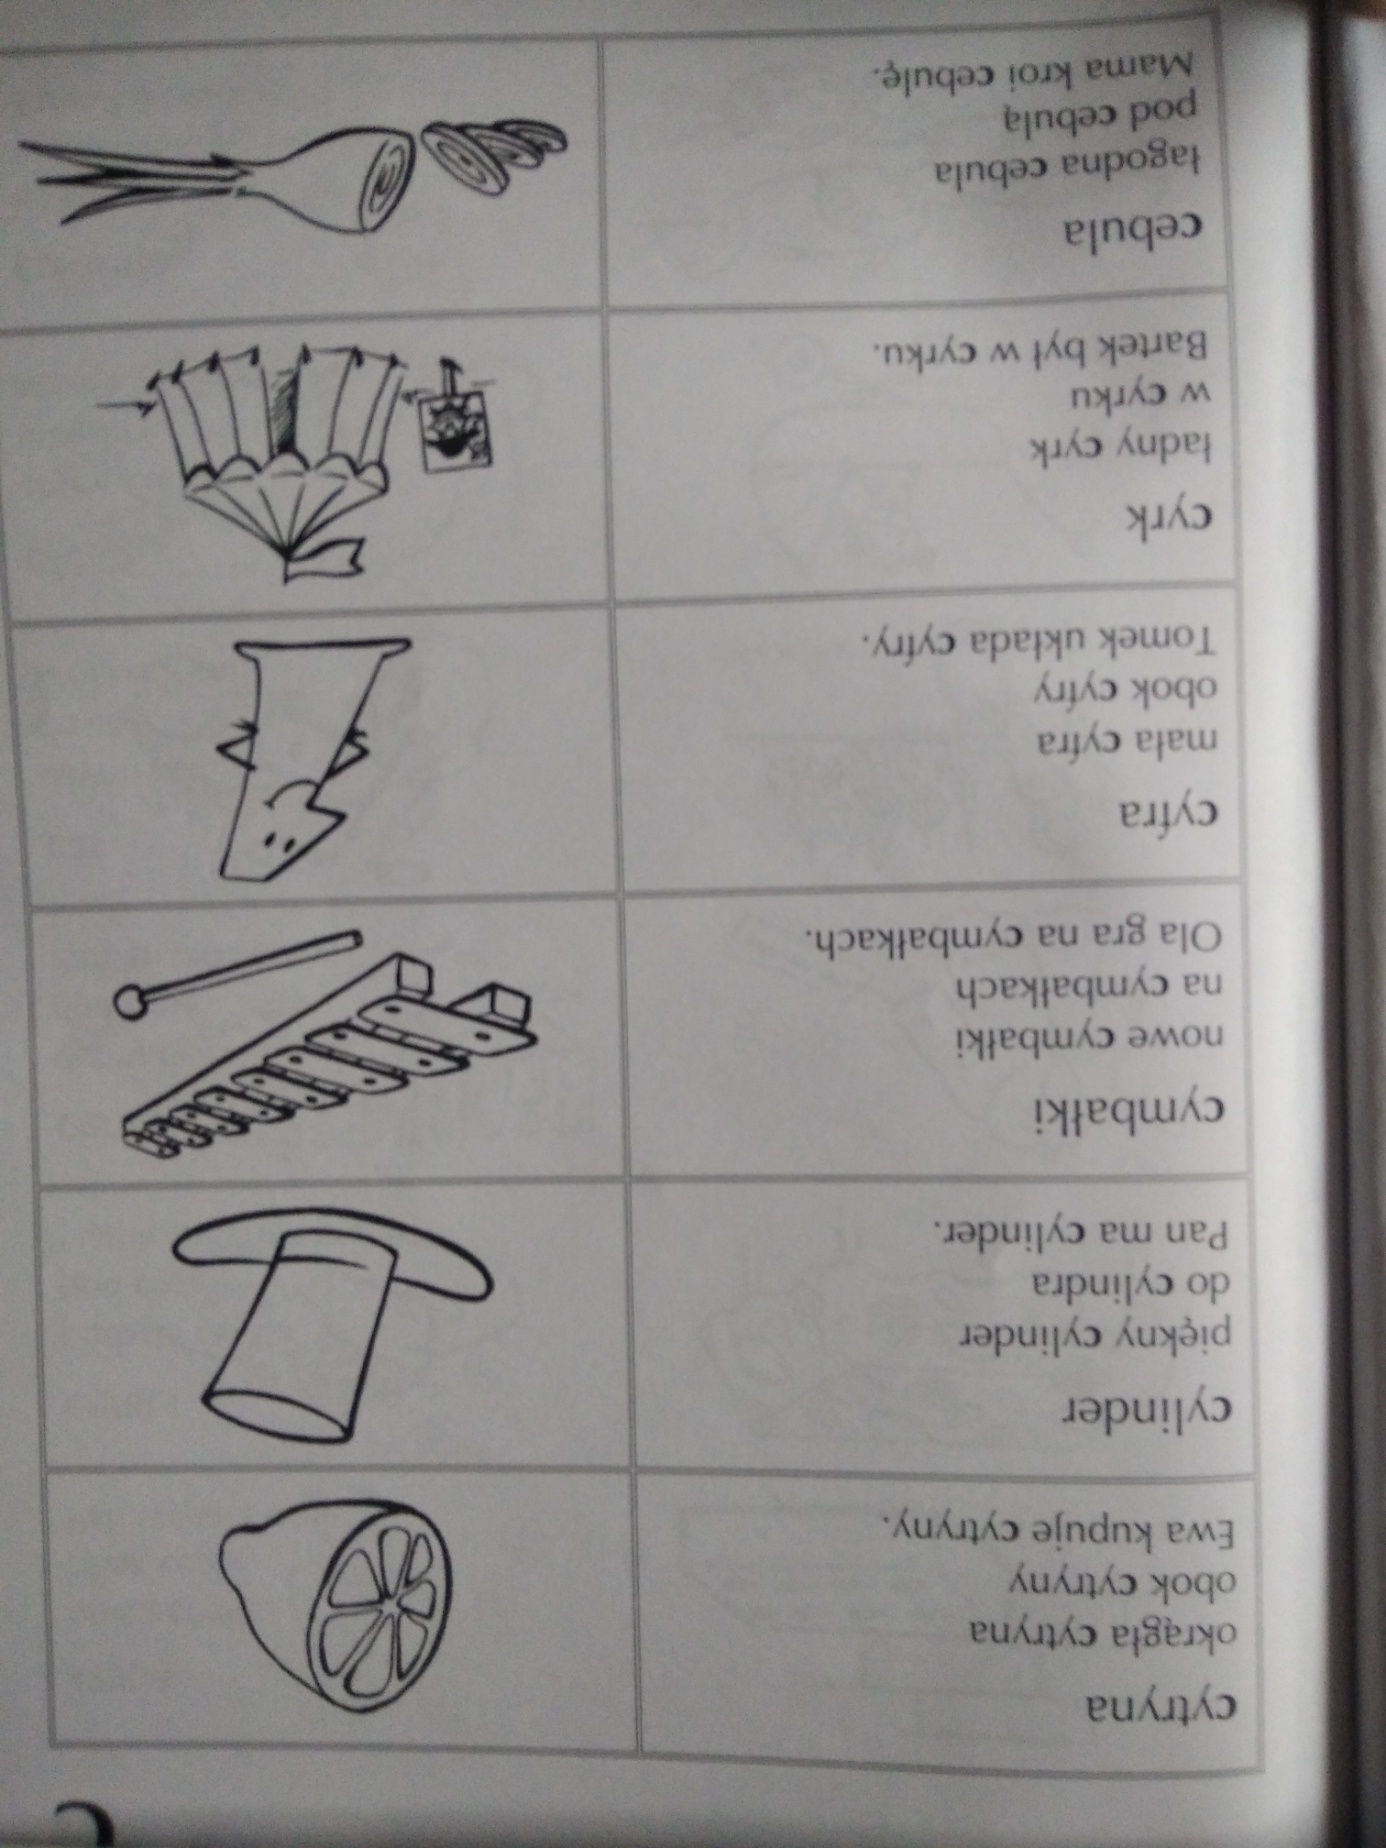 C
cytryna
okrągła cytryna
obok cytryny
Ewa kupuje cytryny.
cylinder
piękny cylinder
do cylindra
Pan ma cylinder.
cymbałki
nowe cymbałki
na cymbałkach
Ola gra na cymbałkach.
cyfra
mała cyfra
obok cyfry
Tomek układa cyfry.
cyrk
ładny cyrk
w cyrku
Bartek był w cyrku.
cebula
łagodna cebula
pod cebulą
Mama kroi cebulę.